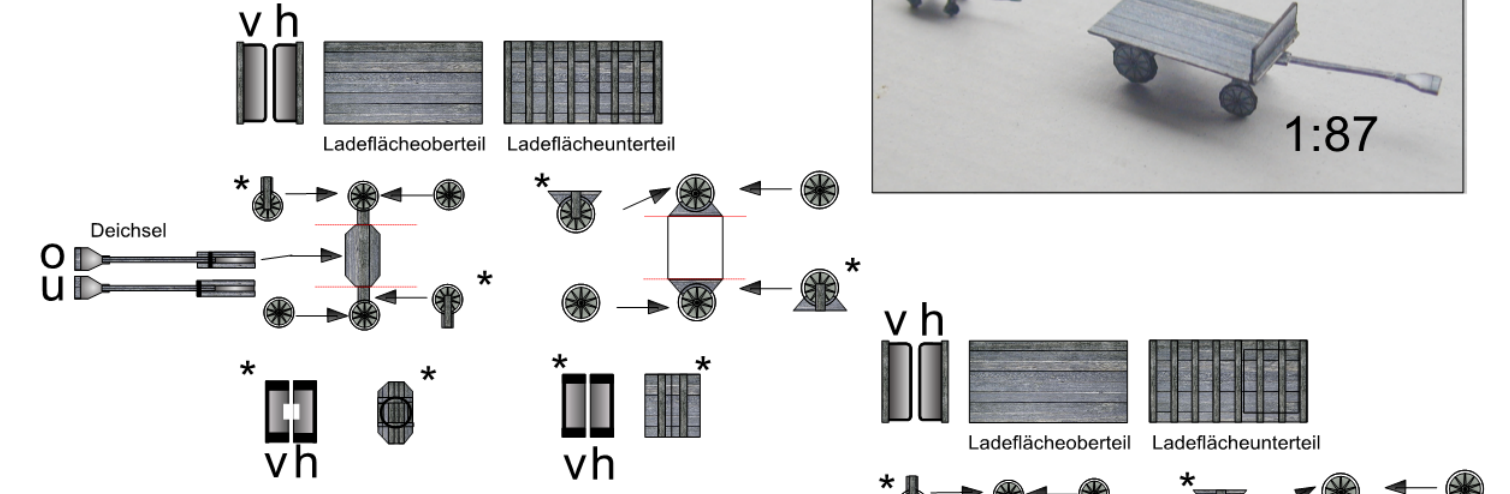 v h
Ladeflächeoberteil
Ladeflächeunterteil
1:87
*
*
Deichsel
o
u
*
*
*
*
*
*
v h
v h
v h
Ladeflächeoberteil
Ladeflächeunterteil
*
*